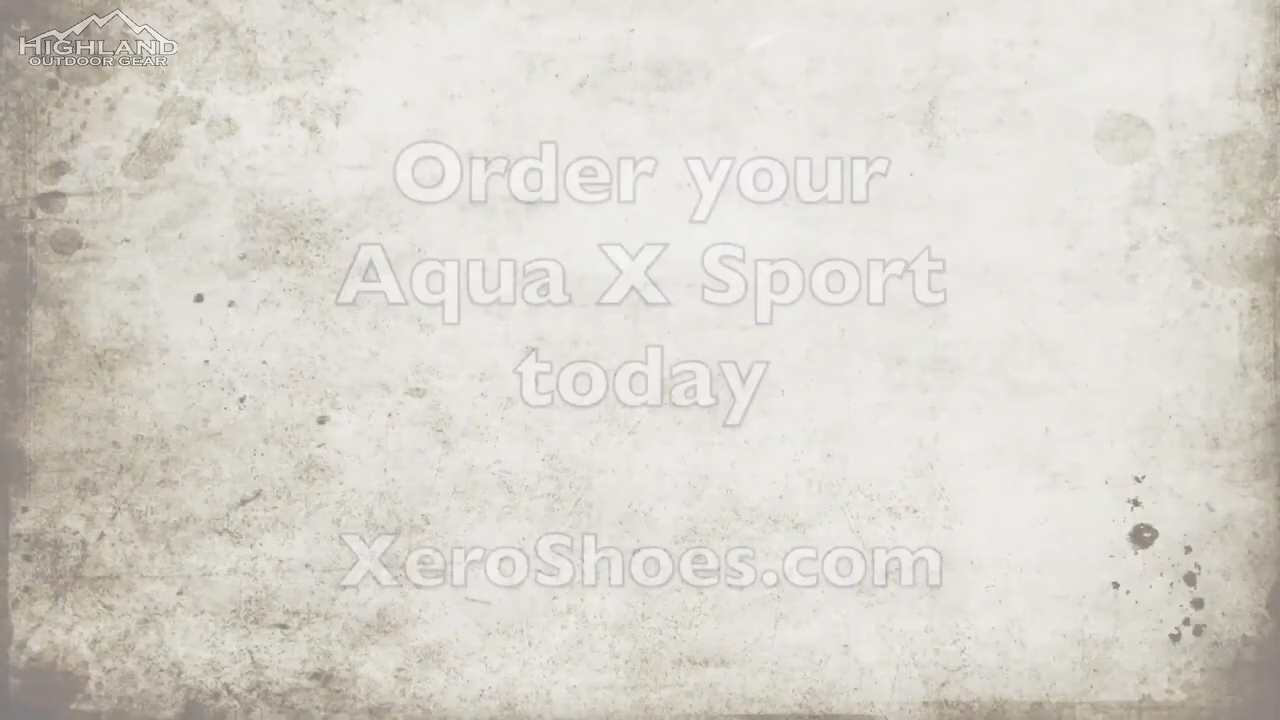 HIGHLAND
OUTDOOR GEAR
Order your
Aqua X Sport
today
XeroShoes.com